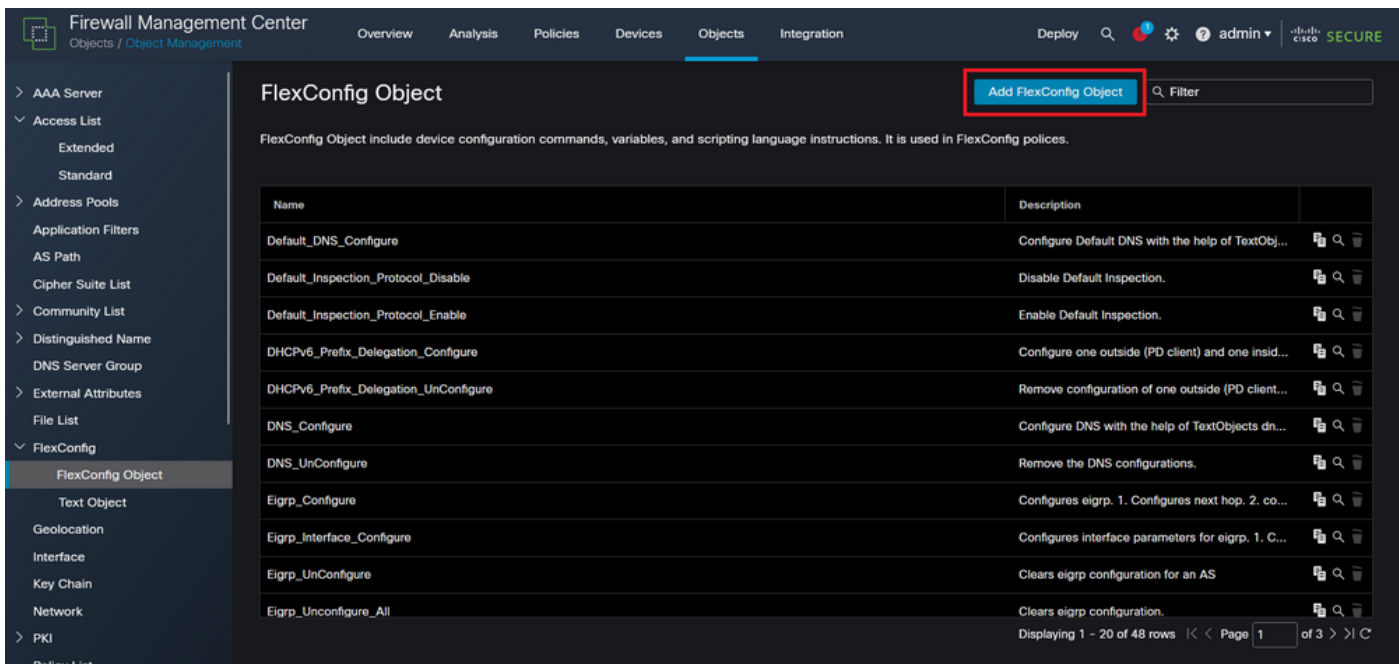 Firewall Management Center
Objects / Object Management
Overview Analysis Policies Devices Objects Integration
Deploy 1 admin cisco SECURE
AAA Server
Access List
Extended
Standard
Address Pools
Application Filters
AS Path
Cipher Suite List
Community List
Distinguished Name
DNS Server Group
External Attributes
File List
FlexConfig
FlexConfig Object
Text Object
Geolocation
Interface
Key Chain
Network
PKI
Policy List
FlexConfig Object
Add FlexConfig Object Filter
FlexConfig Object include device configuration commands, variables, and scripting language instructions. It is used in FlexConfig polices.
Name Description
Default_DNS_Configure Configure Default DNS with the help of TextObj...
Default_Inspection_Protocol_Disable Disable Default Inspection.
Default_Inspection_Protocol_Enable Enable Default Inspection.
DHCPv6_Prefix_Delegation_Configure Configure one outside (PD client) and one insid...
DHCPv6_Prefix_Delegation_UnConfigure Remove configuration of one outside (PD client...
DNS_Configure Configure DNS with the help of TextObjects dn...
DNS_UnConfigure Remove the DNS configurations.
Eigrp_Configure Configures eigrp. 1. Configures next hop. 2. co...
Eigrp_Interface_Configure Configures interface parameters for eigrp. 1. C...
Eigrp_UnConfigure Clears eigrp configuration for an AS
Eigrp_Unconfigure_All Clears eigrp configuration.
Displaying 1 - 20 of 48 rows Page 1 of 3